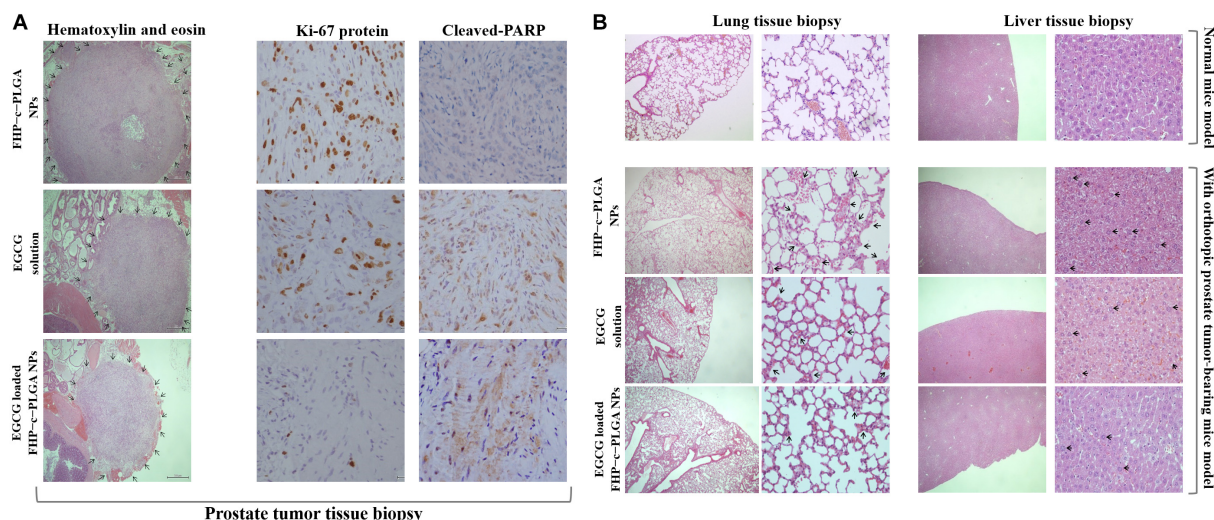 A
Hematoxylin and eosin
Ki-67 protein
Cleaved-PARP
FHP–c–PLGA
NPs
EGCG
solution
EGCG loaded
FHP–c–PLGA NPs
Prostate tumor tissue biopsy
B
Lung tissue biopsy
Liver tissue biopsy
Normal mice model
FHP–c–PLGA
NPs
EGCG
solution
EGCG loaded
FHP–c–PLGA NPs
With orthotopic prostate tumor-bearing mice model